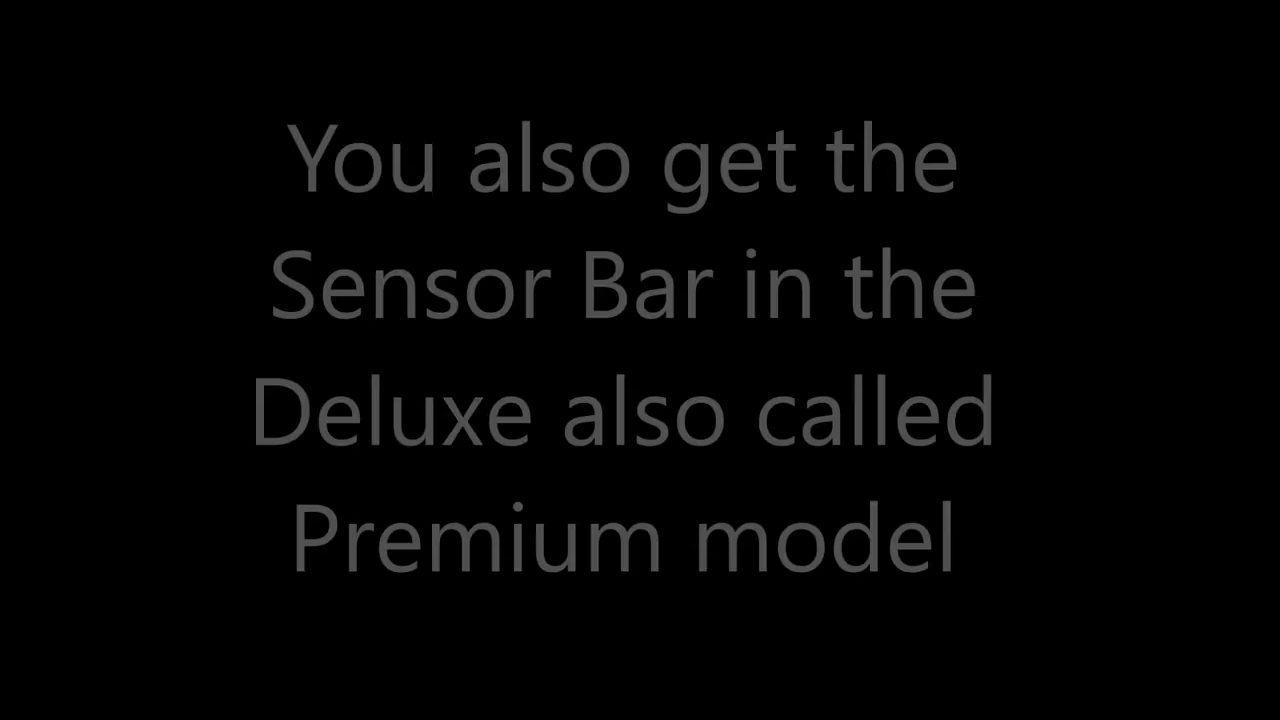 You also get the
Sensor Bar in the
Deluxe also called
Premium model